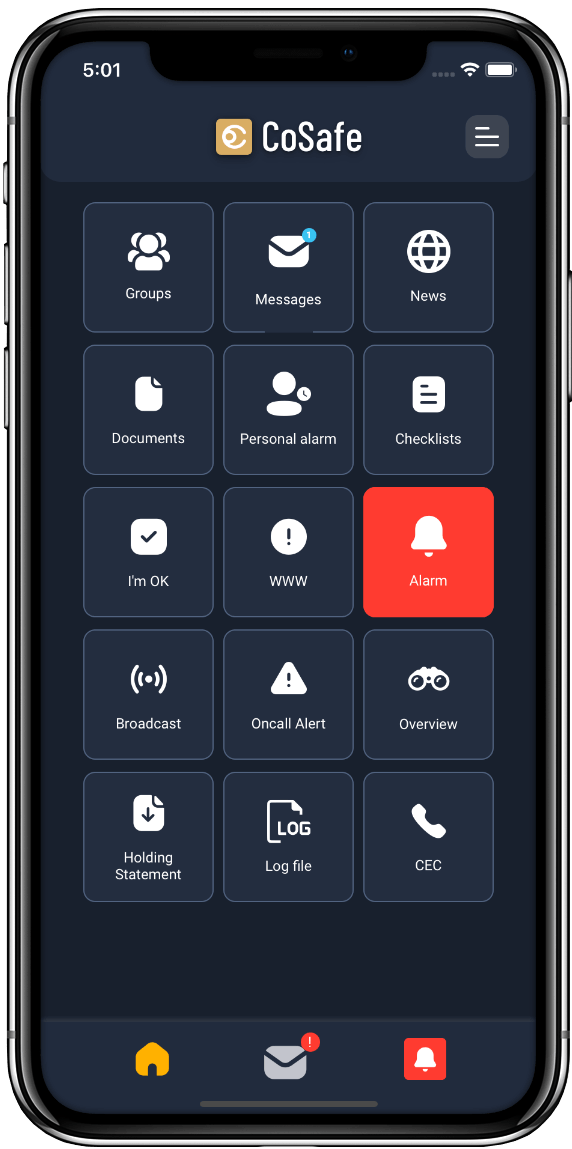 5:01
CoSafe
1
Groups
Messages
News
Documents
Personal alarm
Checklists
I'm OK
!
WWW
Alarm
Broadcast
!
Oncall Alert
Overview
Holding
Statement
LOG
Log file
CEC
!